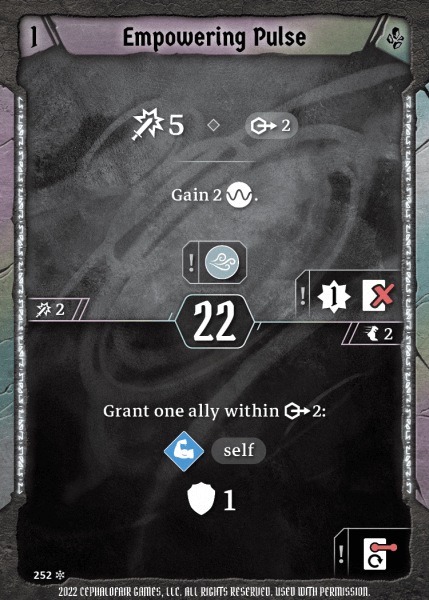 1 Empowering Pulse
5 2
Gain 2 .
!
! 1
2
22
2
Grant one ally within 2:
self
1
!
252
2022 CEPHALOFAIR GAMES, LLC. ALL RIGHTS RESERVED. USED WITH PERMISSION.